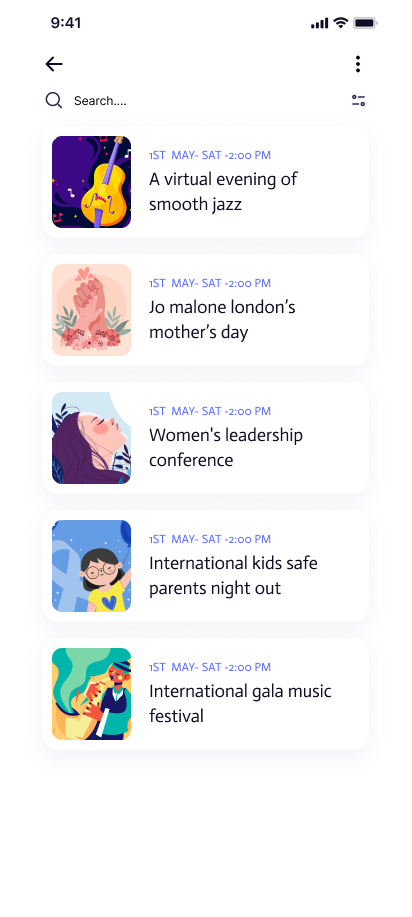 9:41
Search....
1ST MAY- SAT -2:00 PM
A virtual evening of
smooth jazz
1ST MAY- SAT -2:00 PM
Jo malone london’s
mother’s day
1ST MAY- SAT -2:00 PM
Women's leadership
conference
1ST MAY- SAT -2:00 PM
International kids safe
parents night out
1ST MAY- SAT -2:00 PM
International gala music
festival